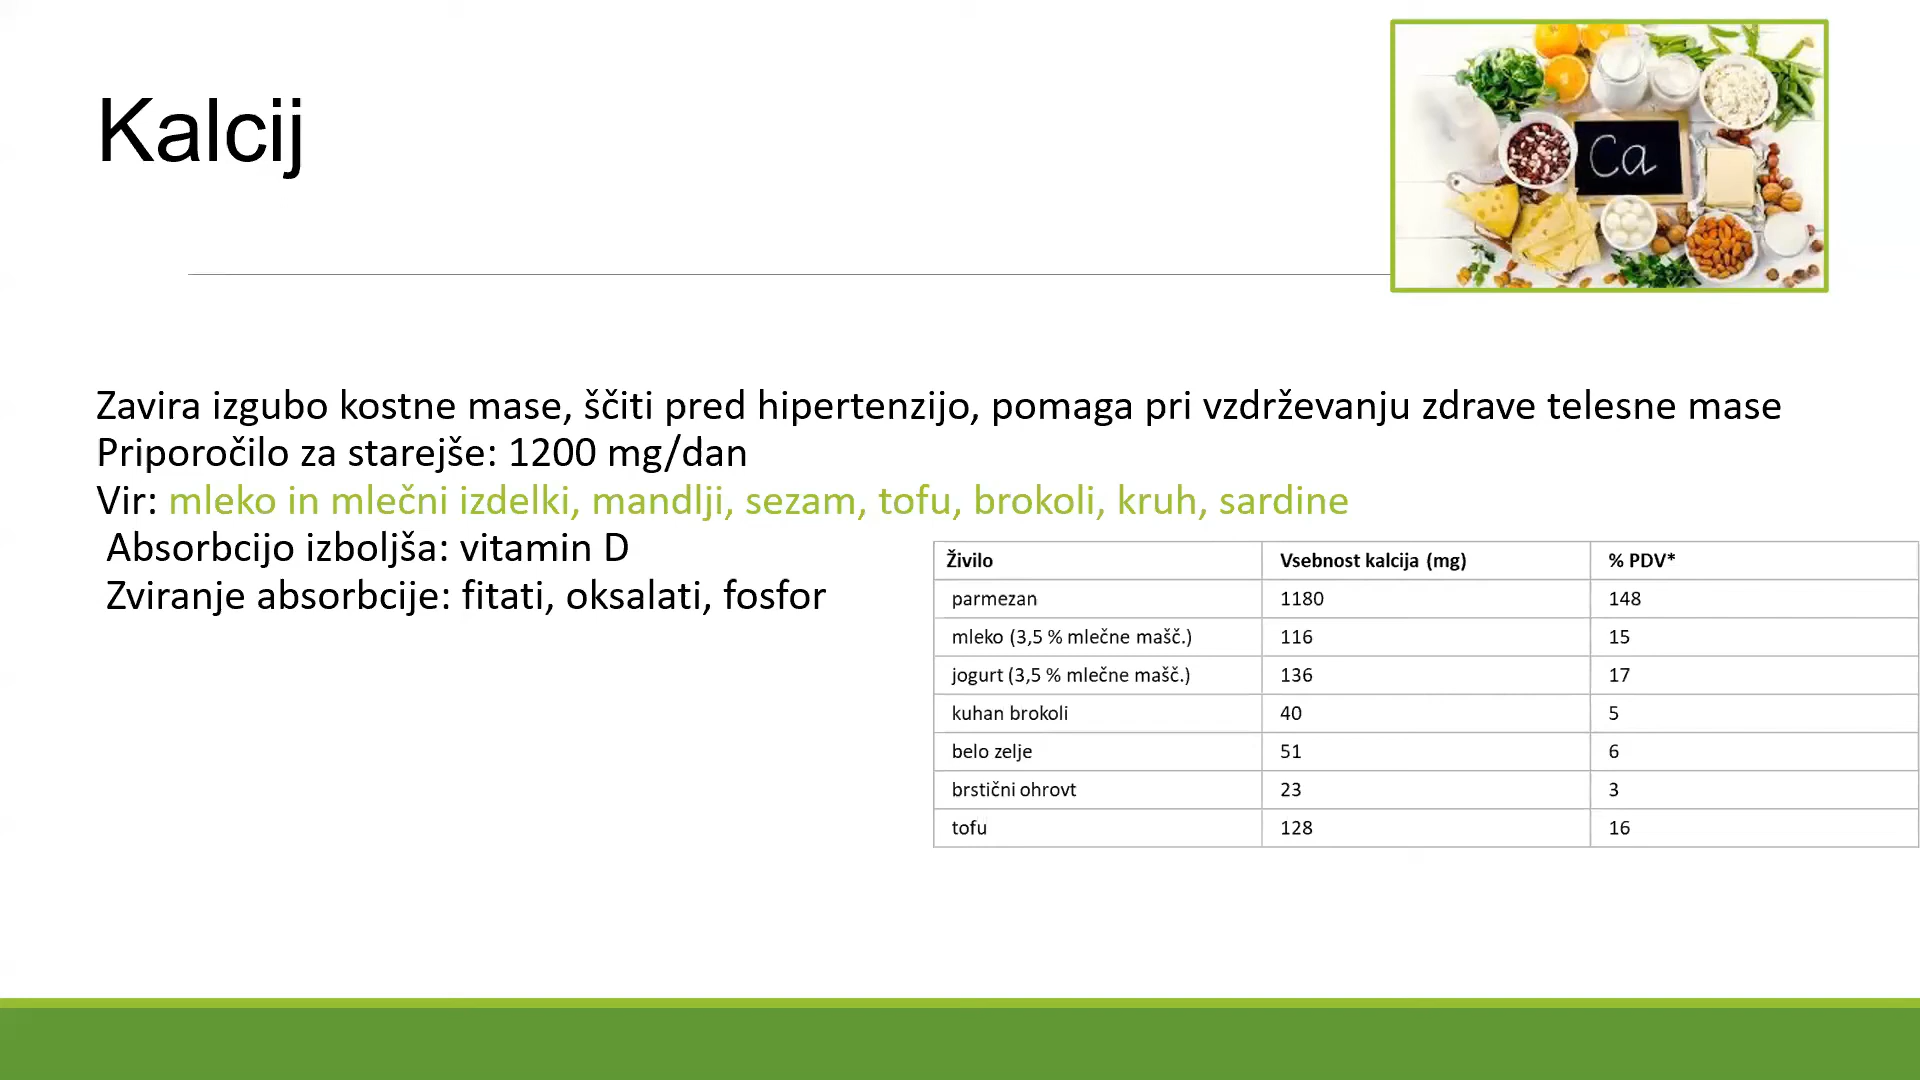 Kalcij
Ca
Zavira izgubo kostne mase, ščiti pred hipertenzijo, pomaga pri vzdrževanju zdrave telesne mase
Priporočilo za starejše: 1200 mg/dan
Vir: mleko in mlečni izdelki, mandlji, sezam, tofu, brokoli, kruh, sardine
Absorbcijo izboljša: vitamin D
Zviranje absorbcije: fitati, oksalati, fosfor
Živilo Vsebnost kalcija (mg) % PDV*
parmezan 1180 148
mleko (3,5 % mlečne mašč.) 116 15
jogurt (3,5 % mlečne mašč.) 136 17
kuhan brokoli 40 5
belo zelje 51 6
brstični ohrovt 23 3
tofu 128 16